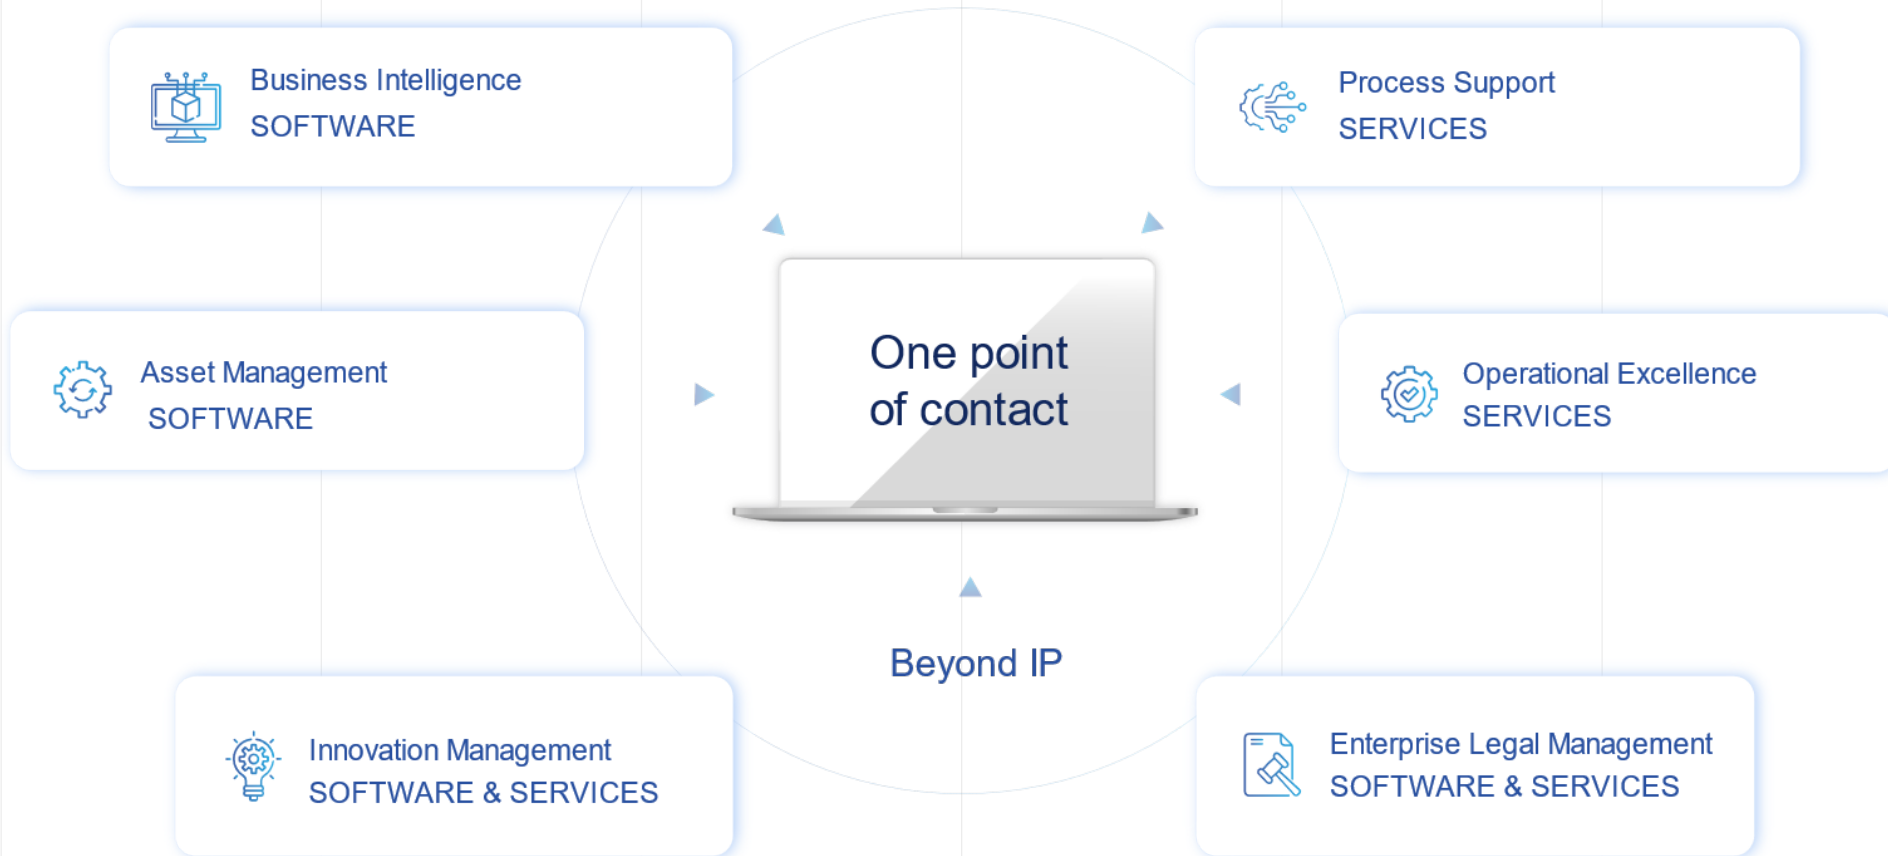 Business Intelligence
SOFTWARE
Process Support
SERVICES
Asset Management
SOFTWARE
One point
of contact
Operational Excellence
SERVICES
Beyond IP
Innovation Management
SOFTWARE & SERVICES
Enterprise Legal Management
SOFTWARE & SERVICES